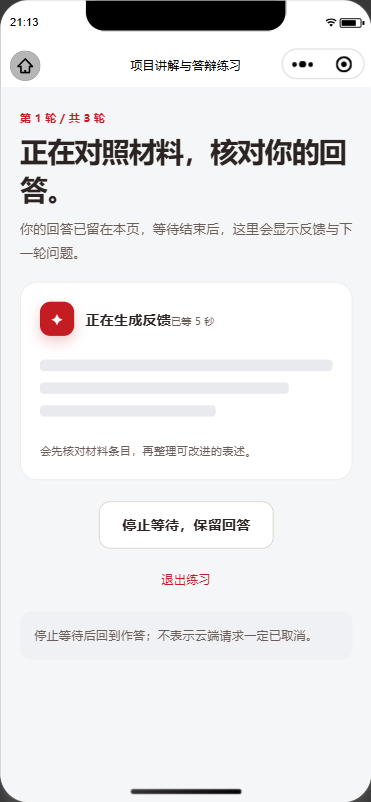 21:13
项目讲解与答辩练习
第 1 轮 / 共 3 轮
正在对照材料，核对你的回
答。
你的回答已留在本页，等待结束后，这里会显示反馈与下
一轮问题。
正在生成反馈已等 5 秒
会先核对材料条目，再整理可改进的表述。
停止等待，保留回答
退出练习
停止等待后回到作答；不表示云端请求一定已取消。